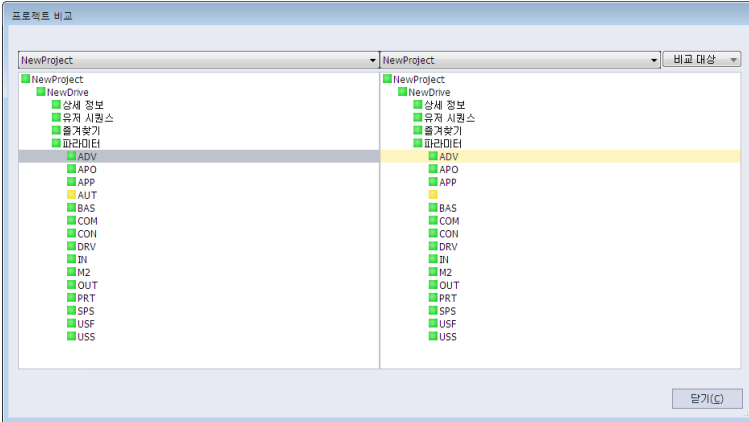 프로젝트 비교
NewProject NewProject 비교 대상
NewProject NewProject
NewDrive NewDrive
상세 정보 상세 정보
유저 시퀀스 유저 시퀀스
즐겨찾기 즐겨찾기
파라미터 파라미터
ADV ADV
APO APO
APP APP
AUT
BAS BAS
COM COM
CON CON
DRV DRV
IN IN
M2 M2
OUT OUT
PRT PRT
SPS SPS
USF USF
USS USS
닫기(C)